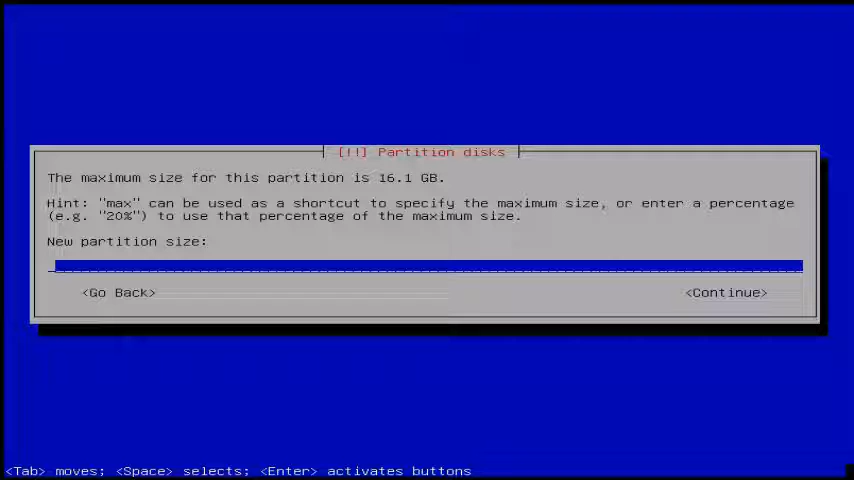 [!!] Partition disks
The maximum size for this partition is 16.1 GB.
Hint: "max" can be used as a shortcut to specify the maximum size, or enter a percentage
(e.g. "20%") to use that percentage of the maximum size.
New partition size:
<Go Back> <Continue>
<Tab> moves; <Space> selects; <Enter> activates buttons